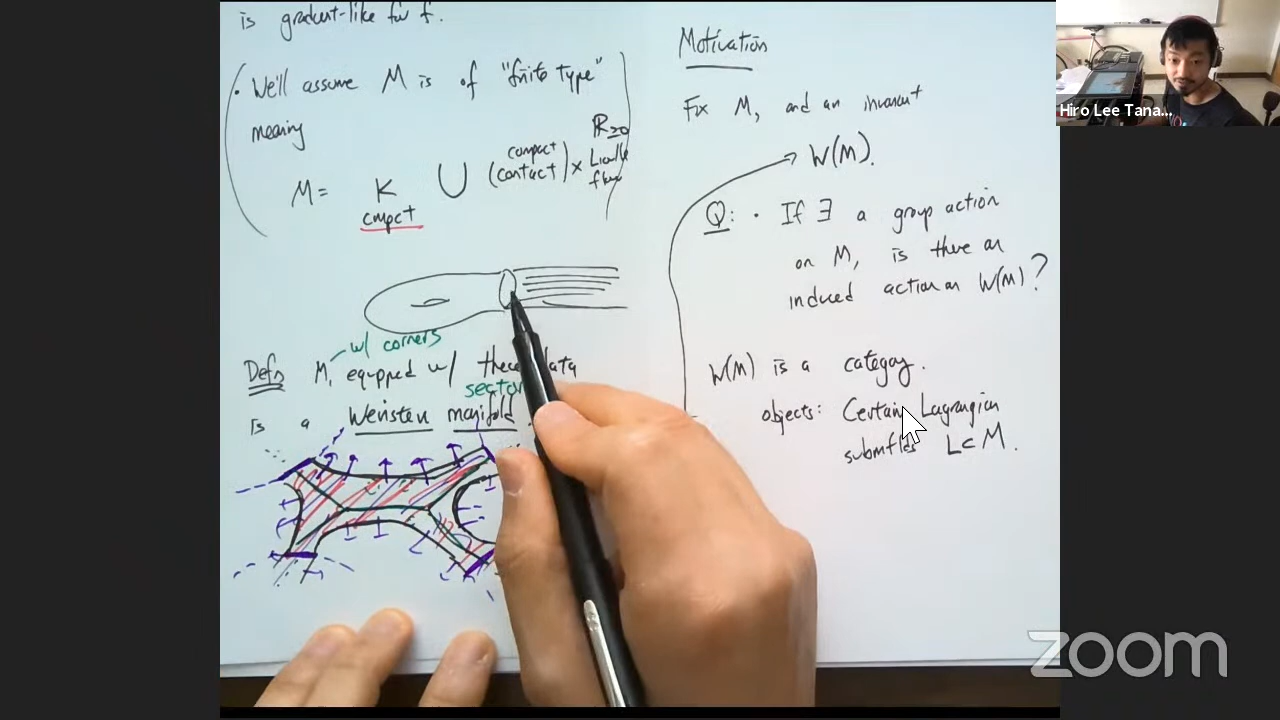 is gradient-like for f.
• We'll assume M is of "finite type"
meaning
M = K ∪ (compact contact) × R≥0 Liouville flow
cmpct
w/ corners
Defn M, equipped w/ these data
sector
is a Weinstein manifold
Motivation
Fix M, and an invariant
W(M).
Q: • If ∃ a group action
on M, is there an
induced action on W(M)?
W(M) is a category.
objects: Certain Lagrangian
submflds L⊂M.
Hiro Lee Tana...
zoom